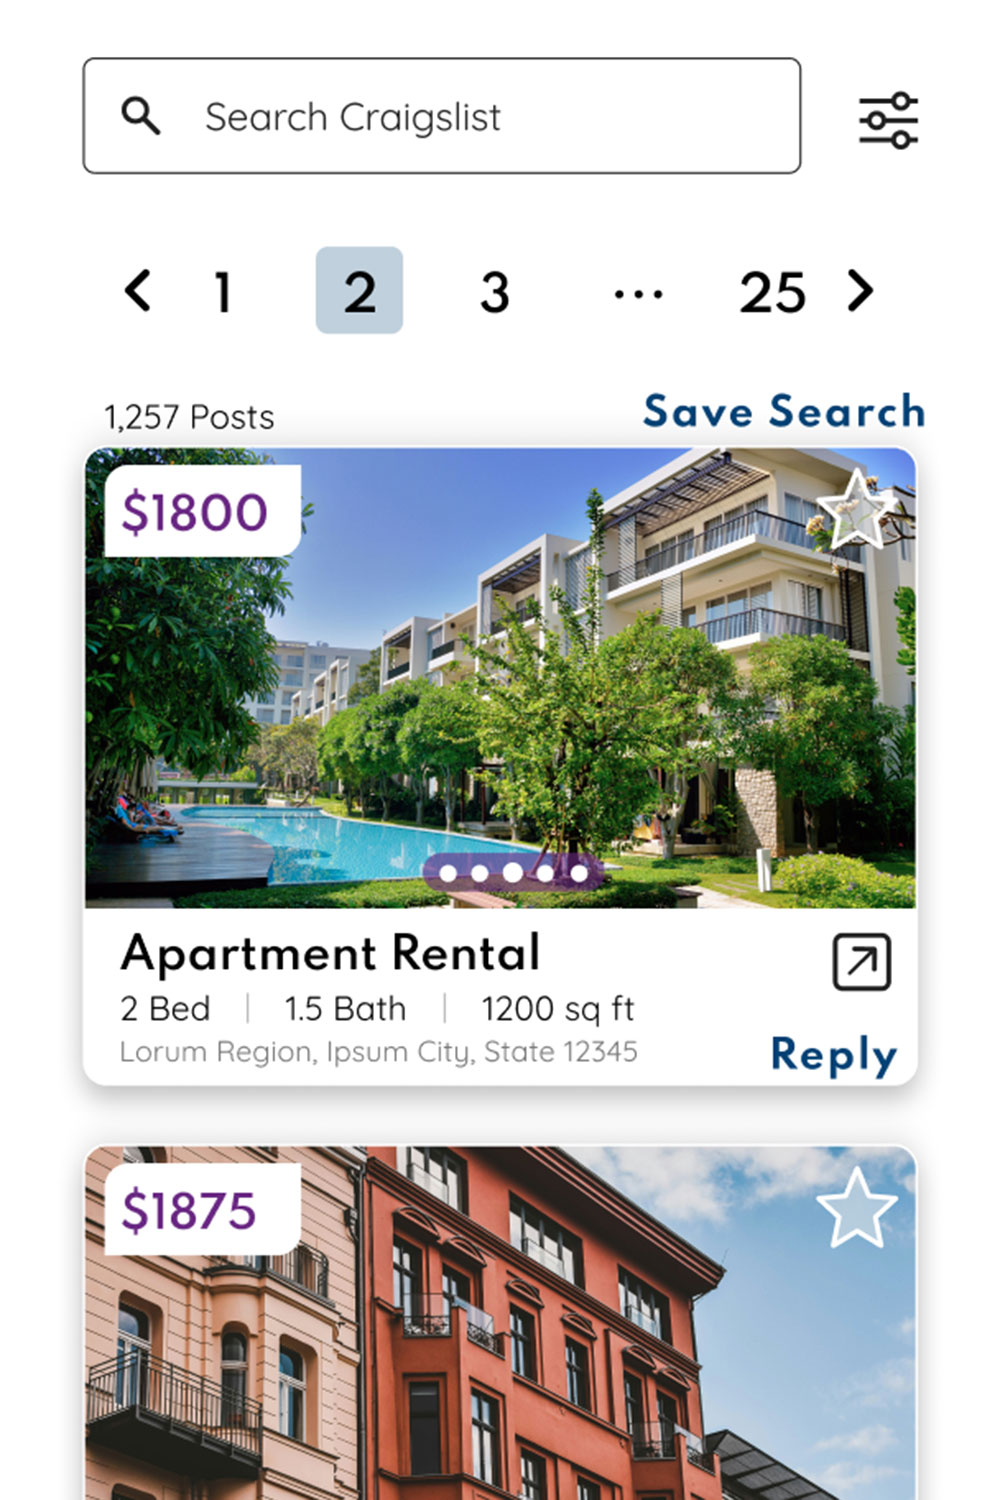 Search Craigslist
1 2 3 ... 25
1,257 Posts
Save Search
$1800
Apartment Rental
2 Bed | 1.5 Bath | 1200 sq ft
Lorum Region, Ipsum City, State 12345
Reply
$1875